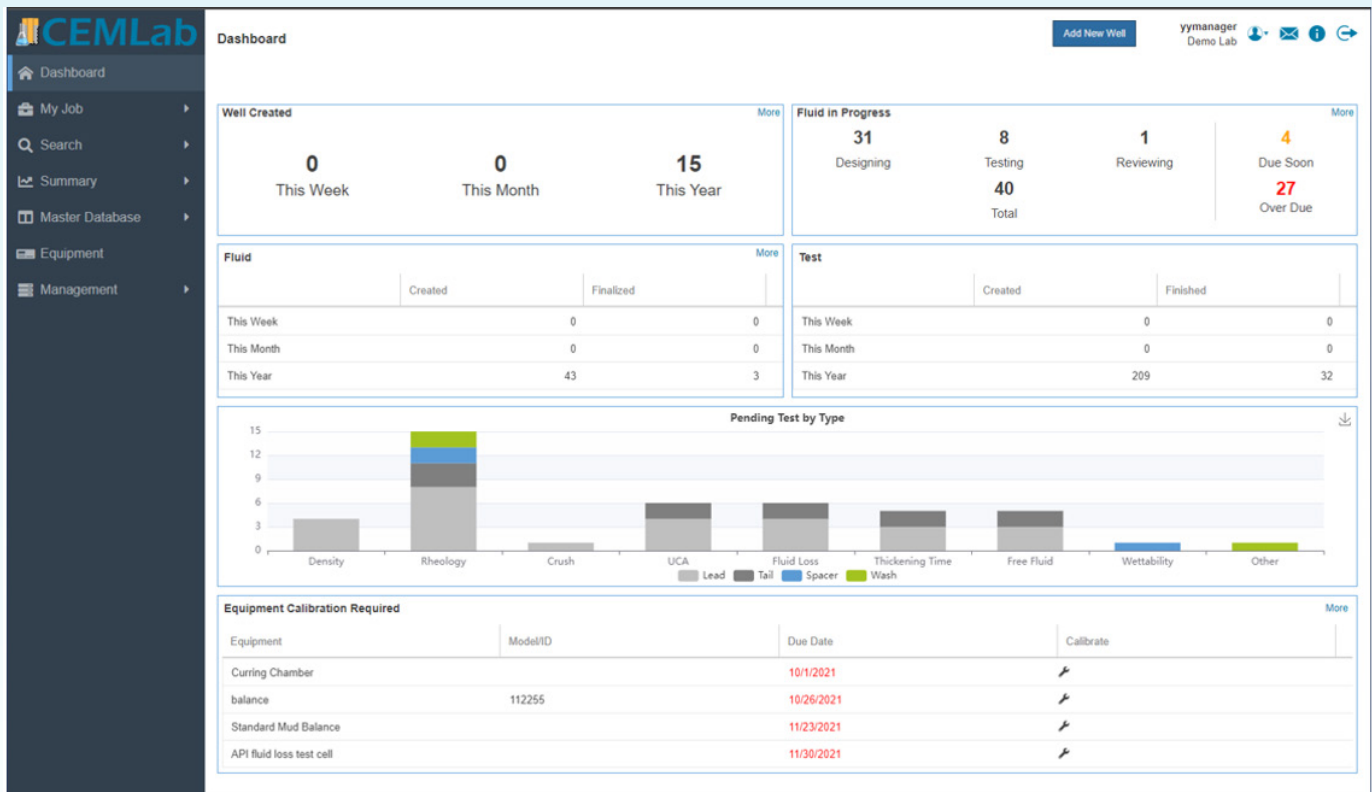 CEMLab
Dashboard
Add New Well
yymanager
Demo Lab
Dashboard
My Job
Search
Summary
Master Database
Equipment
Management
Well Created More
0 0 15
This Week This Month This Year
Fluid in Progress More
31 8 1 4
Designing Testing Reviewing Due Soon
40 27
Total Over Due
Fluid More
Created Finalized
This Week 0 0
This Month 0 0
This Year 43 3
Test
Created Finished
This Week 0 0
This Month 0 0
This Year 209 32
Pending Test by Type
15
12
9
6
3
0
Density Rheology Crush UCA Fluid Loss Thickening Time Free Fluid Wettability Other
Lead Tail Spacer Wash
Equipment Calibration Required More
Equipment Model/ID Due Date Calibrate
Curring Chamber 10/1/2021
balance 112255 10/26/2021
Standard Mud Balance 11/23/2021
API fluid loss test cell 11/30/2021